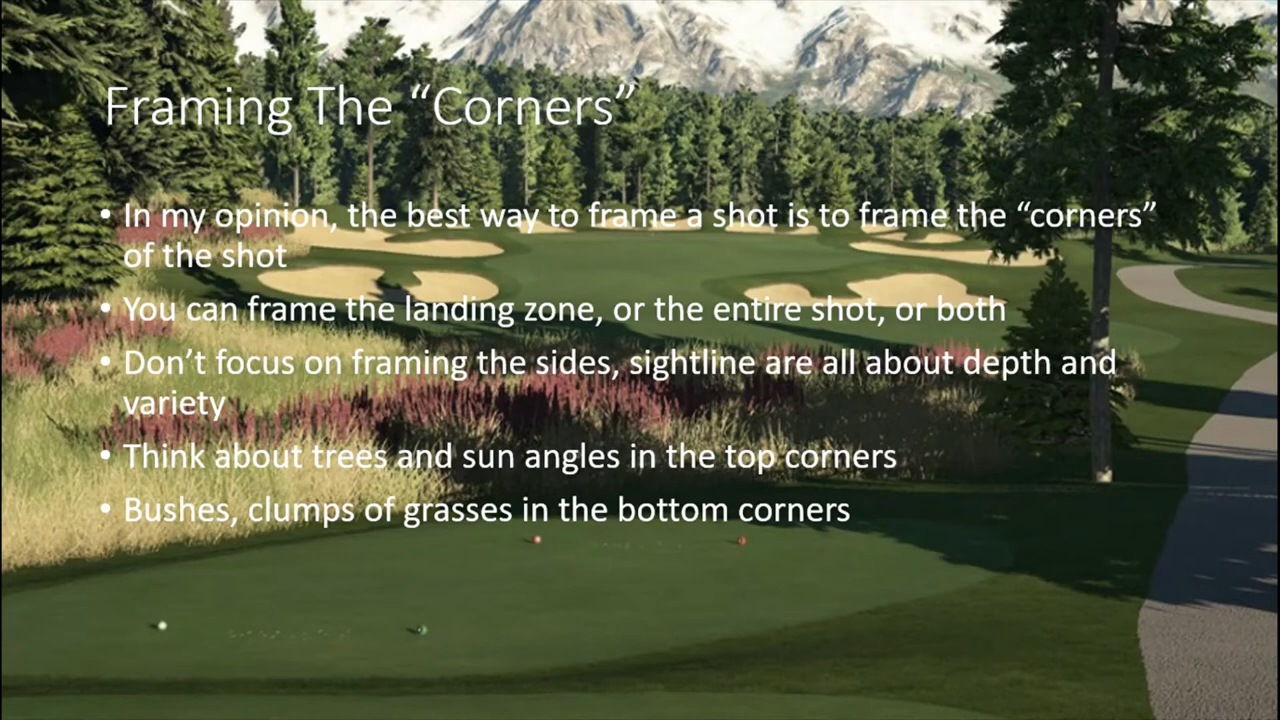 Framing The “Corners”
• In my opinion, the best way to frame a shot is to frame the “corners”
of the shot
• You can frame the landing zone, or the entire shot, or both
• Don’t focus on framing the sides, sightline are all about depth and
variety
• Think about trees and sun angles in the top corners
• Bushes, clumps of grasses in the bottom corners